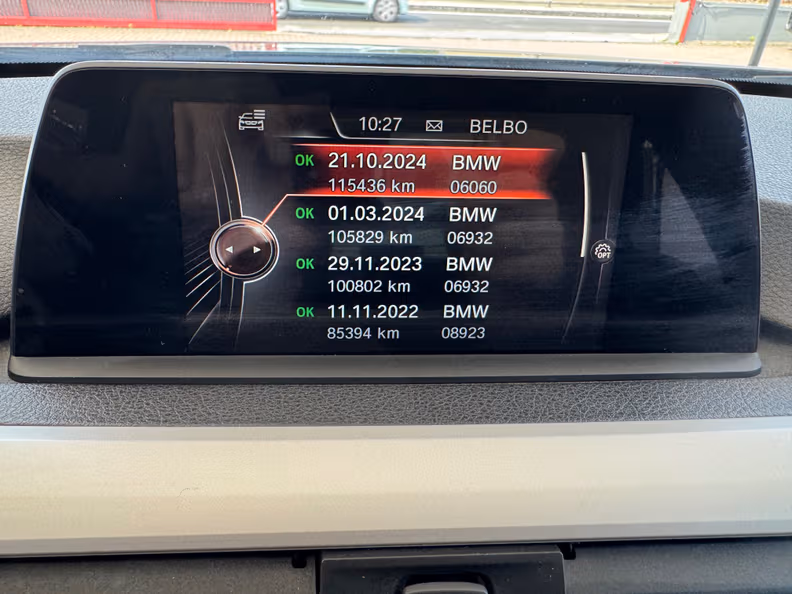 10:27 BELBO
OK 21.10.2024 BMW
115436 km 06060
OK 01.03.2024 BMW
105829 km 06932
OK 29.11.2023 BMW
100802 km 06932
OK 11.11.2022 BMW
85394 km 08923
OPT